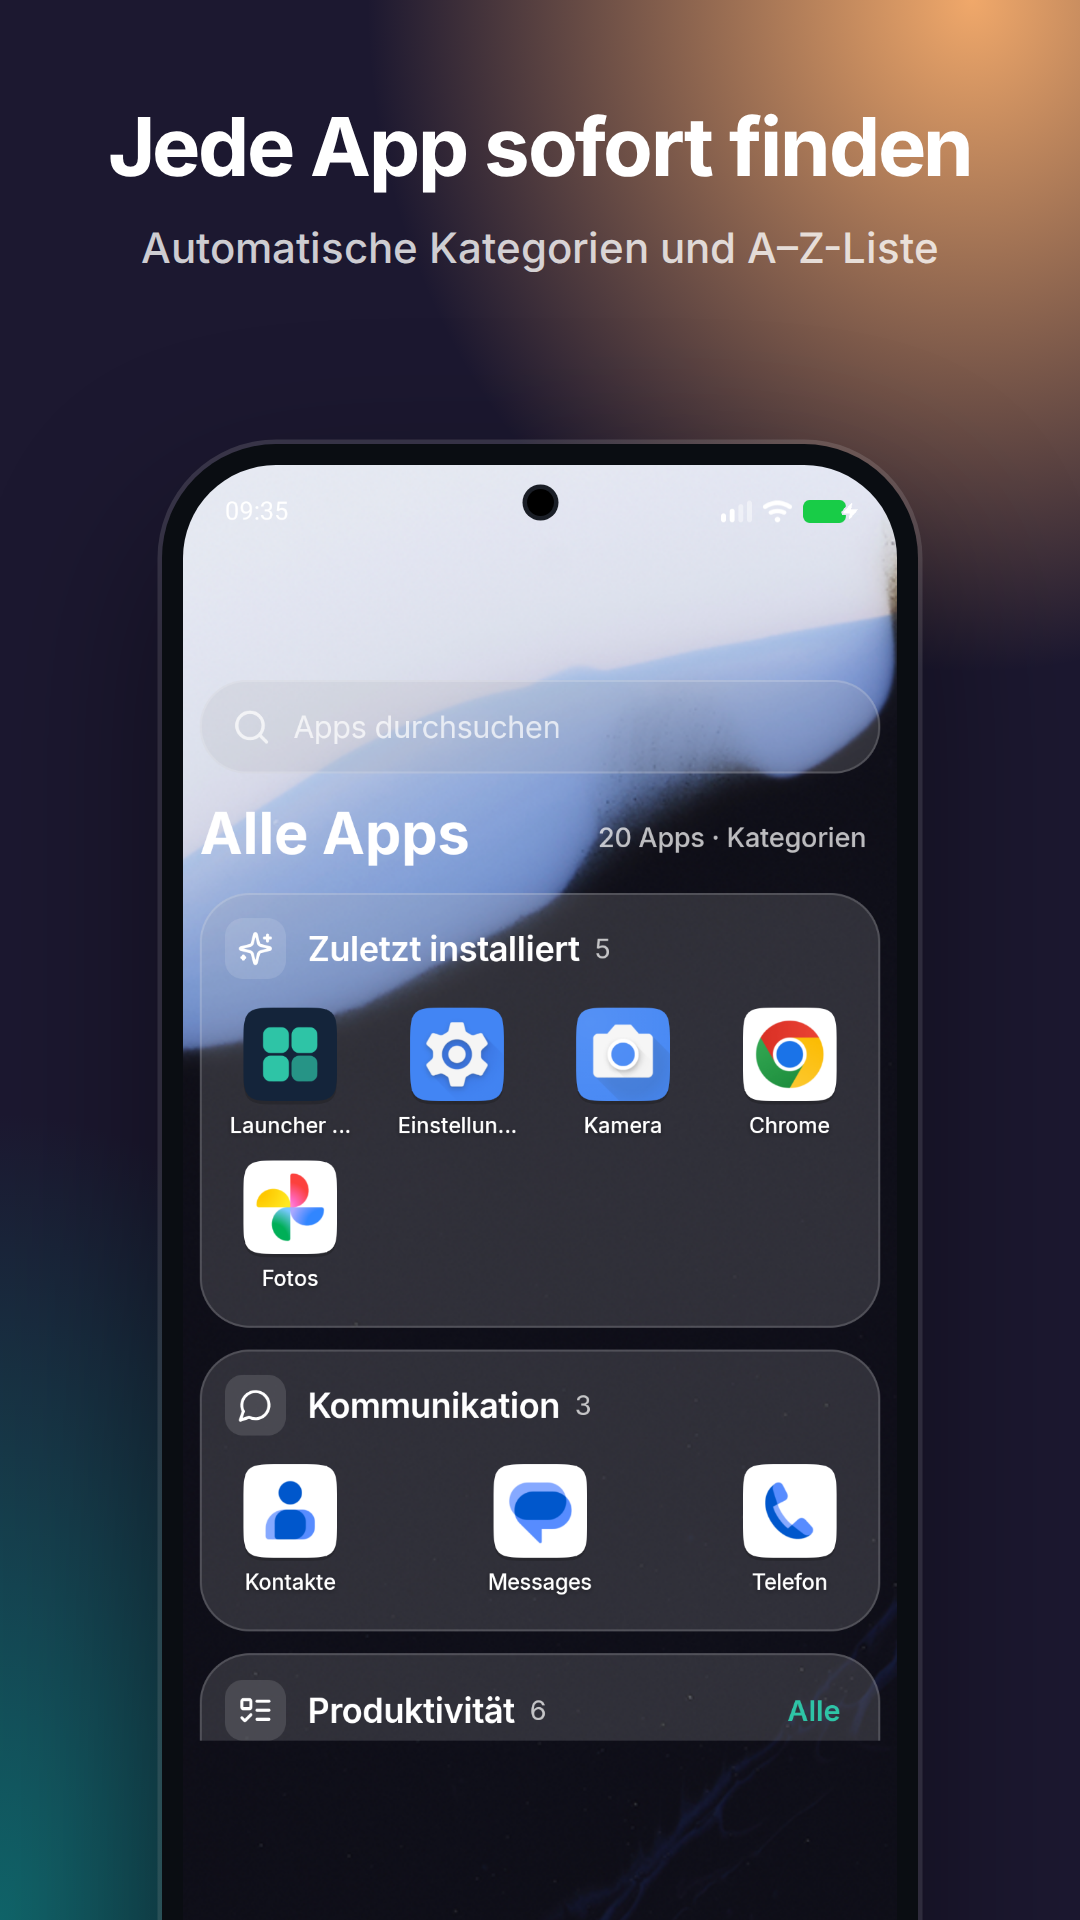 Jede App sofort finden
Automatische Kategorien und A–Z-Liste
09:35
Apps durchsuchen
Alle Apps
20 Apps · Kategorien
Zuletzt installiert 5
Launcher ...
Einstellun...
Kamera
Chrome
Fotos
Kommunikation 3
Kontakte
Messages
Telefon
Produktivität 6
Alle